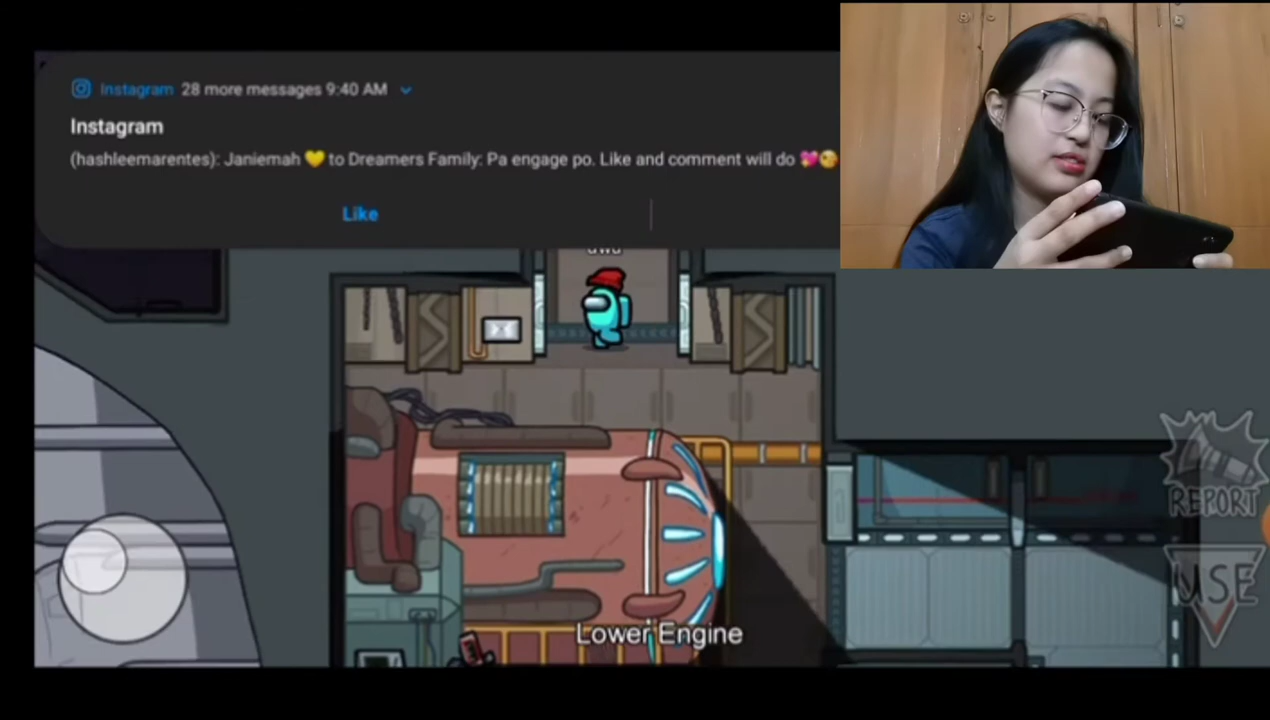 Instagram 28 more messages 9:40 AM
Instagram
(hashleemarentes): Janiemah 💛 to Dreamers Family: Pa engage po. Like and comment will do 💖😘
Like
uwu
REPORT
USE
Lower Engine